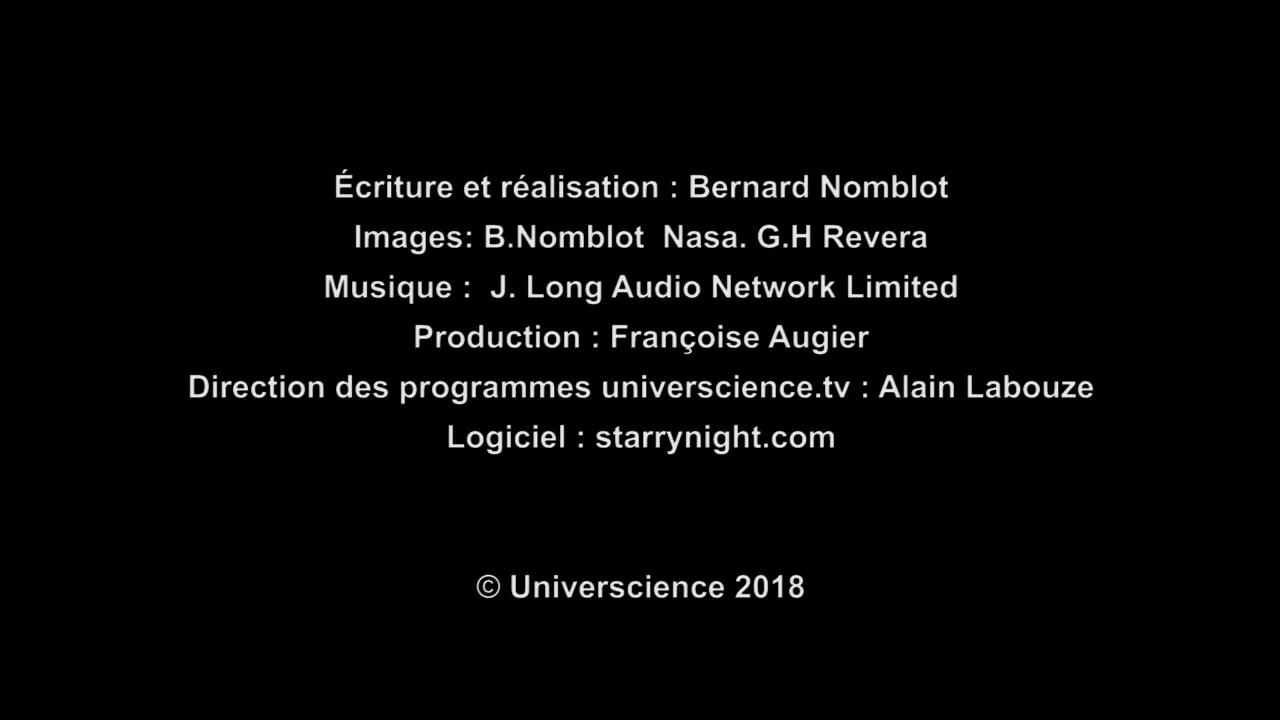 Écriture et réalisation : Bernard Nomblot
Images: B.Nomblot  Nasa. G.H Revera
Musique :  J. Long Audio Network Limited
Production : Françoise Augier
Direction des programmes universcience.tv : Alain Labouze
Logiciel : starrynight.com
© Universcience 2018